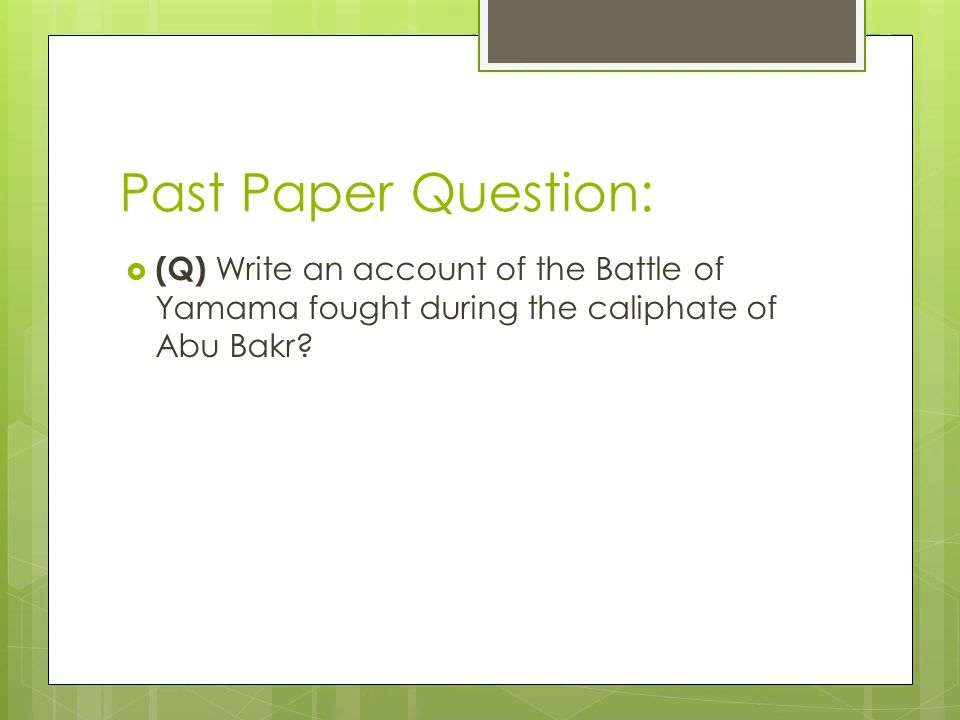 Past Paper Question:
(Q) Write an account of the Battle of
Yamama fought during the caliphate of
Abu Bakr?